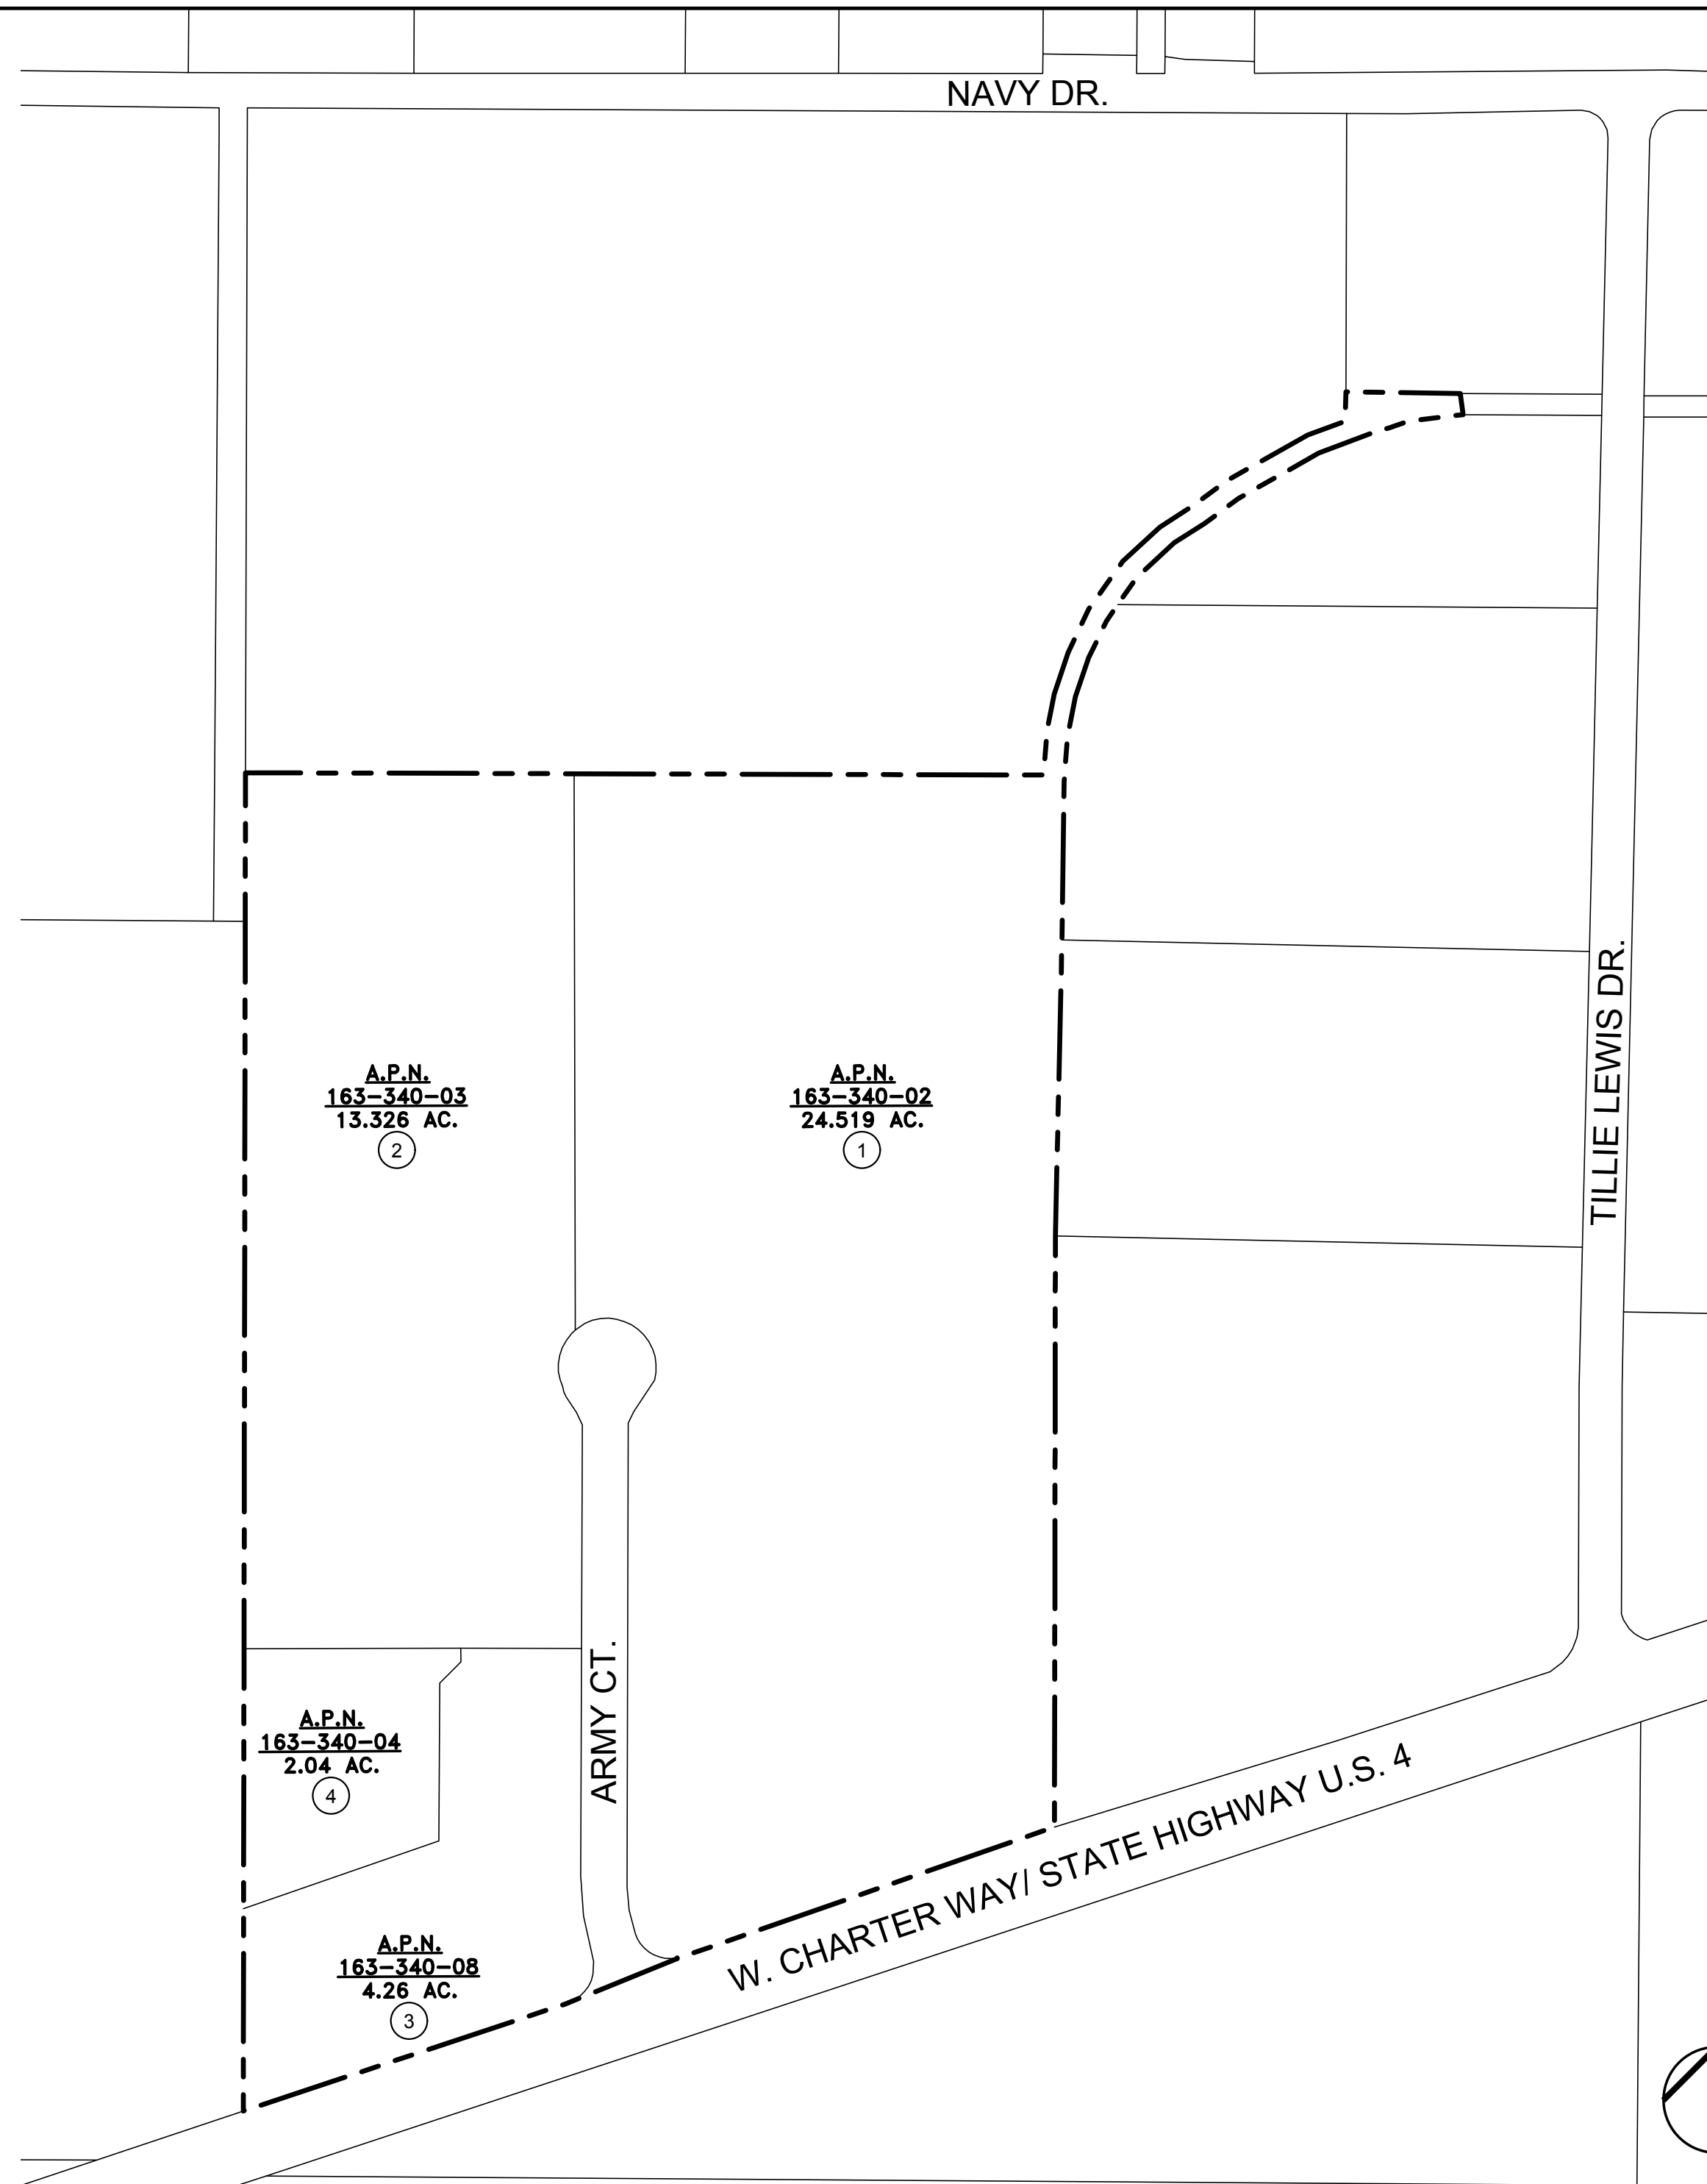 NAVY DR.
A.P.N.
163-340-03
13.326 AC.
2
A.P.N.
163-340-02
24.519 AC.
1
TILLIE LEWIS DR.
ARMY CT.
A.P.N.
163-340-04
2.04 AC.
4
W. CHARTER WAY/ STATE HIGHWAY U.S. 4
A.P.N.
163-340-08
4.26 AC.
3